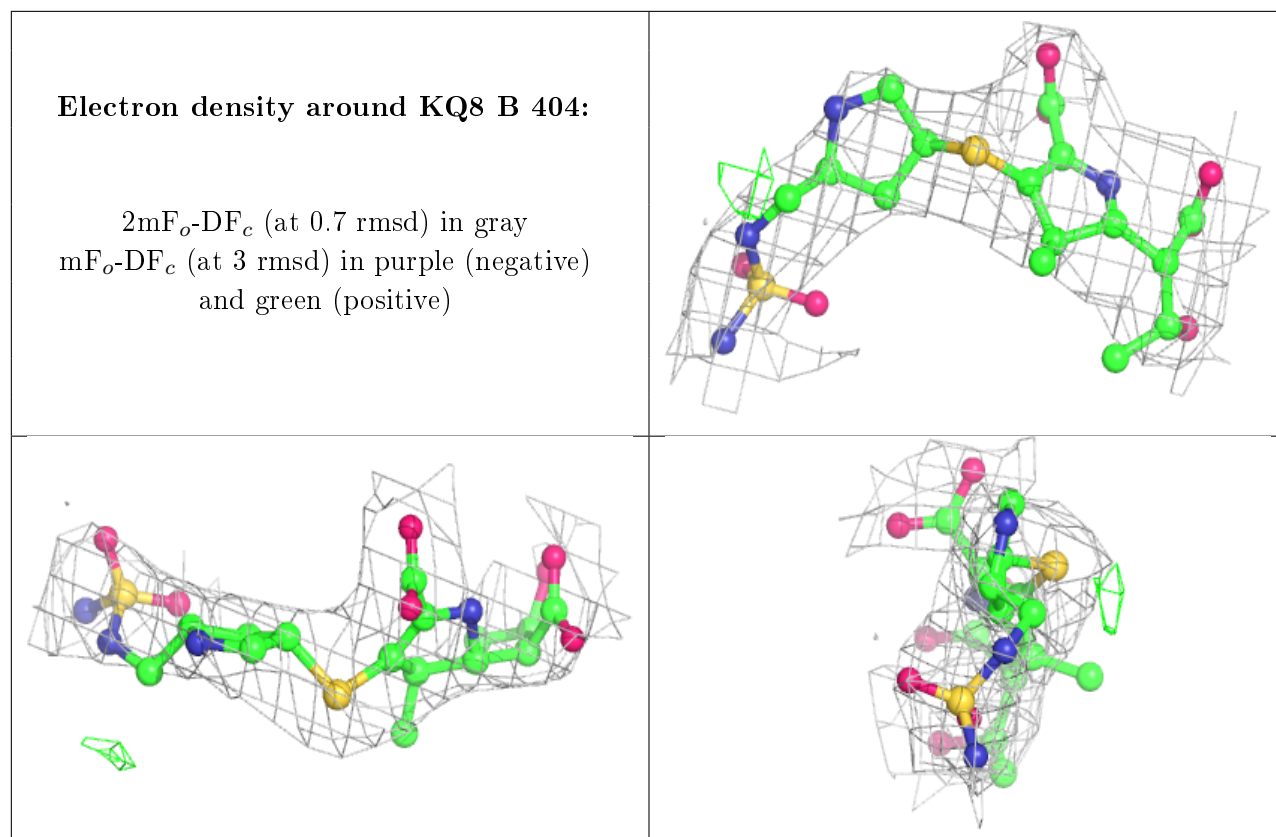 Electron density around KQ8 B 404:
2mFₒ-DF𝒸 (at 0.7 rmsd) in gray
mFₒ-DF𝒸 (at 3 rmsd) in purple (negative)
and green (positive)